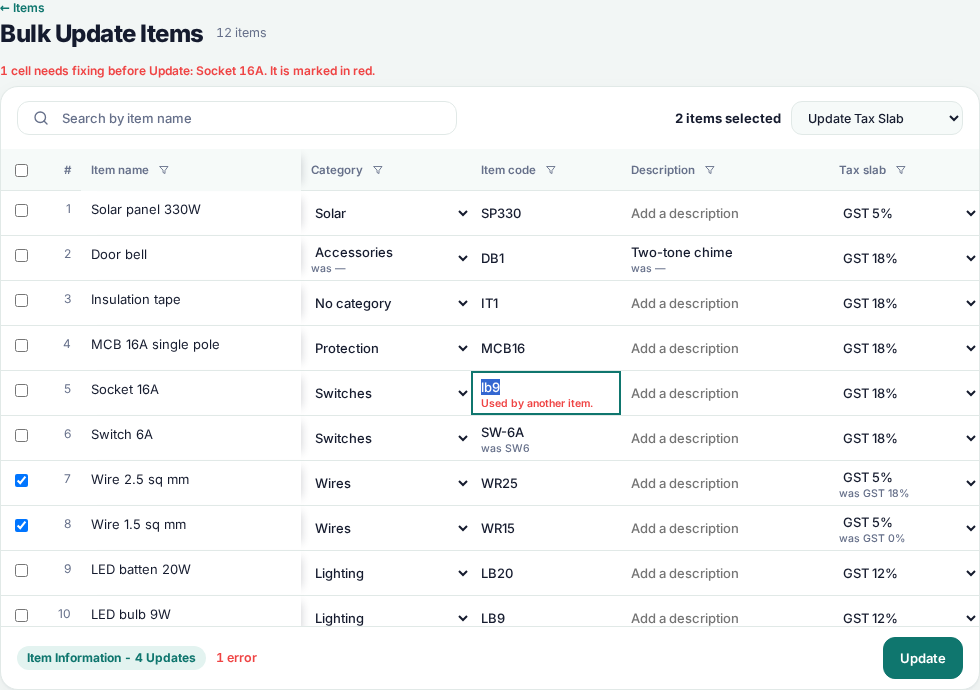 ← Items
Bulk Update Items 12 items
1 cell needs fixing before Update: Socket 16A. It is marked in red.
Search by item name 2 items selected Update Tax Slab
# Item name Category Item code Description Tax slab
1 Solar panel 330W Solar SP330 Add a description GST 5%
2 Door bell Accessories was — DB1 Two-tone chime was — GST 18%
3 Insulation tape No category IT1 Add a description GST 18%
4 MCB 16A single pole Protection MCB16 Add a description GST 18%
5 Socket 16A Switches lb9 Used by another item. Add a description GST 18%
6 Switch 6A Switches SW-6A was SW6 Add a description GST 18%
7 Wire 2.5 sq mm Wires WR25 Add a description GST 5% was GST 18%
8 Wire 1.5 sq mm Wires WR15 Add a description GST 5% was GST 0%
9 LED batten 20W Lighting LB20 Add a description GST 12%
10 LED bulb 9W Lighting LB9 Add a description GST 12%
Item Information - 4 Updates 1 error Update